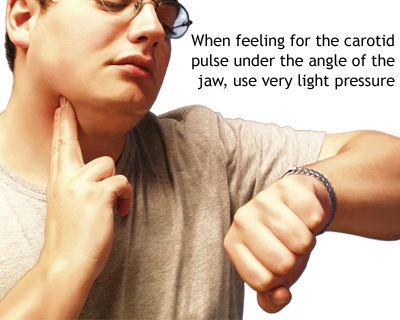 When feeling for the carotid
pulse under the angle of the
jaw, use very light pressure